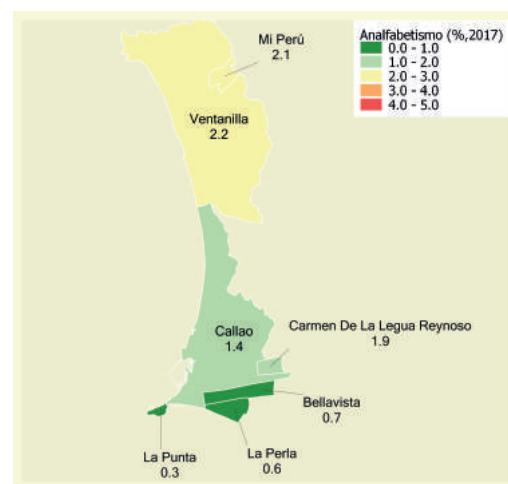 Analfabetismo (%,2017)
0.0 - 1.0
1.0 - 2.0
2.0 - 3.0
3.0 - 4.0
4.0 - 5.0
Mi Perú
2.1
Ventanilla
2.2
Callao
1.4
Carmen De La Legua Reynoso
1.9
Bellavista
0.7
La Perla
0.6
La Punta
0.3